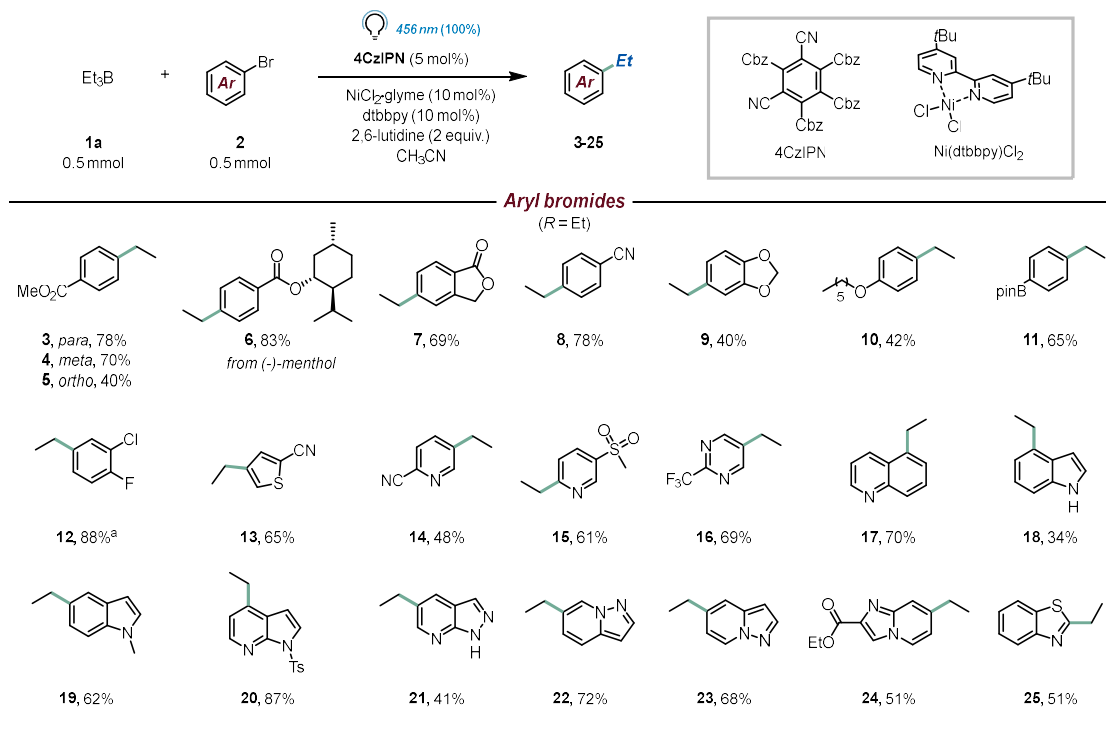 456 nm (100%)
4CzIPN (5 mol%)
Et3B
+
Ar
Br
NiCl2-glyme (10 mol%)
dtbbpy (10 mol%)
2,6-lutidine (2 equiv.)
CH3CN
Ar
Et
1a
0.5 mmol
2
0.5 mmol
3-25
CN
Cbz
Cbz
NC
Cbz
Cbz
4CzIPN
tBu
tBu
N
N
Ni
Cl
Cl
Ni(dtbbpy)Cl2
Aryl bromides
(R = Et)
MeO2C
3, para, 78%
4, meta, 70%
5, ortho, 40%
O
O
6, 83%
from (-)-menthol
O
O
7, 69%
CN
8, 78%
O
O
9, 40%
5
O
10, 42%
pinB
11, 65%
Cl
F
12, 88%a
CN
S
13, 65%
NC
N
14, 48%
O
O
S
N
15, 61%
N
N
F3C
16, 69%
N
17, 70%
N
H
18, 34%
N
19, 62%
N
N
Ts
20, 87%
N
N
N
H
21, 41%
N
N
22, 72%
N
N
23, 68%
O
EtO
N
N
24, 51%
S
N
25, 51%